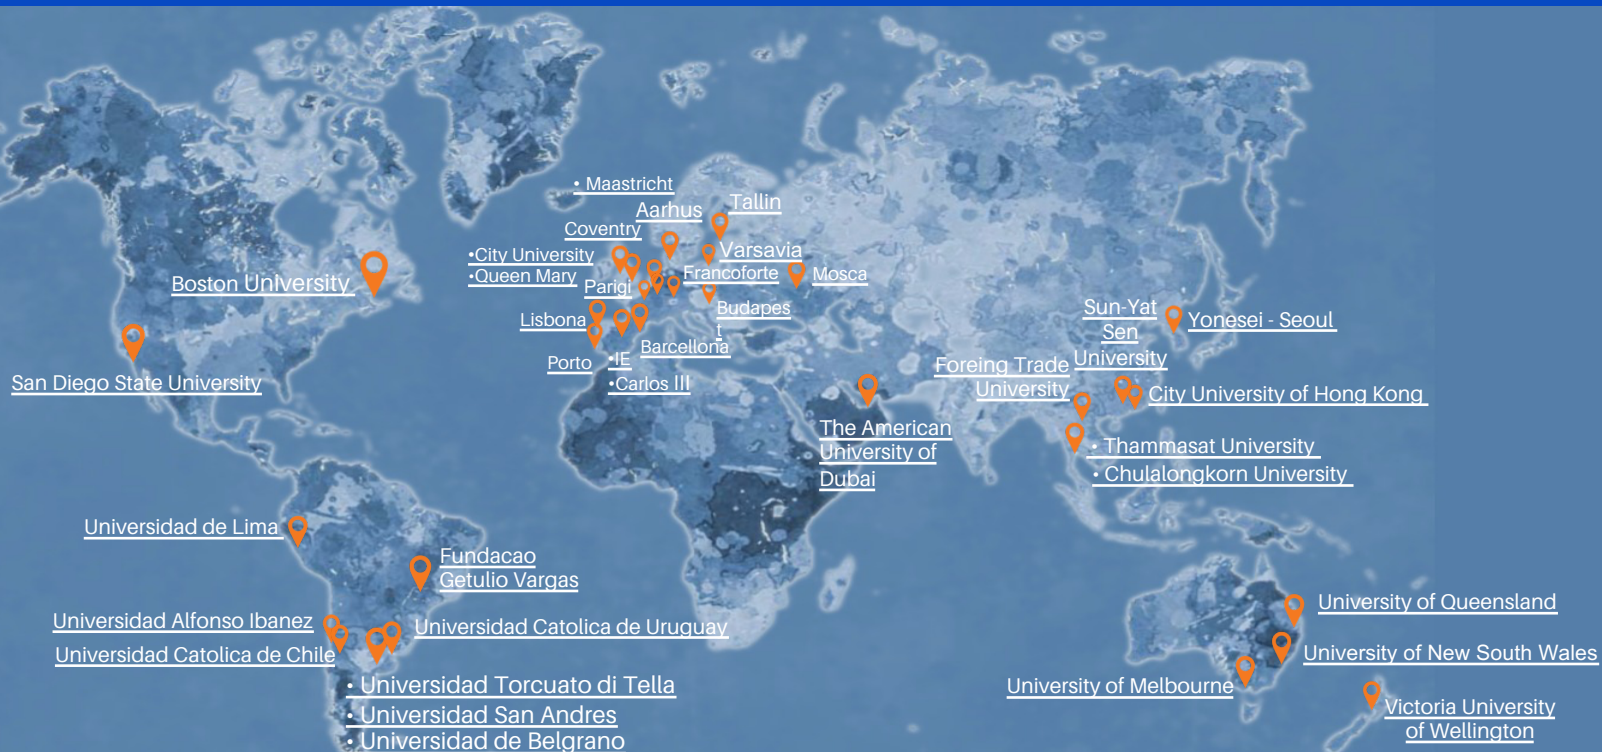 • Maastricht
Aarhus
Tallin
Coventry
•City University
•Queen Mary
Varsavia
Francoforte
Mosca
Parigi
Budapes
t
Lisbona
Barcellona
Porto
•IE
•Carlos III
Boston University
San Diego State University
Sun-Yat
Sen
University
Yonesei - Seoul
Foreing Trade
University
City University of Hong Kong
The American
University of
Dubai
• Thammasat University
• Chulalongkorn University
Universidad de Lima
Fundacao
Getulio Vargas
Universidad Alfonso Ibanez
Universidad Catolica de Chile
Universidad Catolica de Uruguay
• Universidad Torcuato di Tella
• Universidad San Andres
• Universidad de Belgrano
University of Queensland
University of New South Wales
University of Melbourne
Victoria University
of Wellington